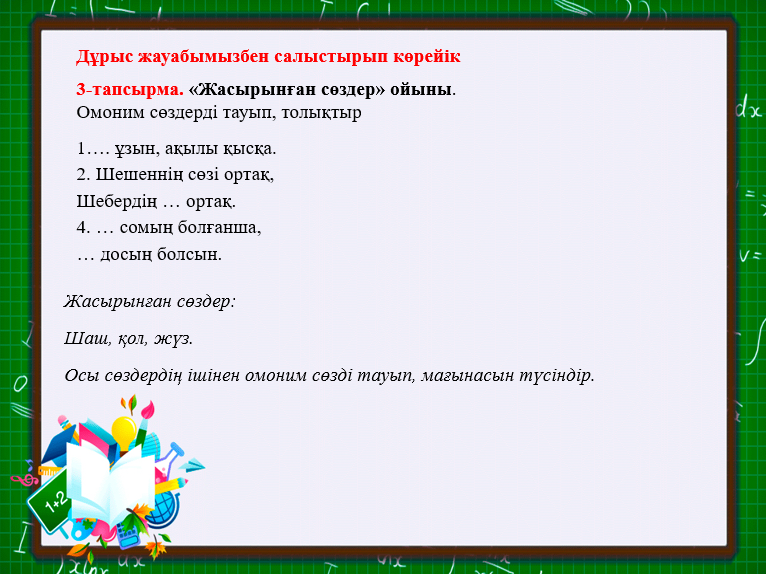 Дұрыс жауабымызбен салыстырып көрейік
3-тапсырма. «Жасырынған сөздер» ойыны.
Омоним сөздерді тауып, толықтыр
1…. ұзын, ақылы қысқа.
2. Шешеннің сөзі ортақ,
Шебердің … ортақ.
4. … сомың болғанша,
… досың болсын.
Жасырынған сөздер:
Шаш, қол, жүз.
Осы сөздердің ішінен омоним сөзді тауып, мағынасын түсіндір.
1+2
dx
V=